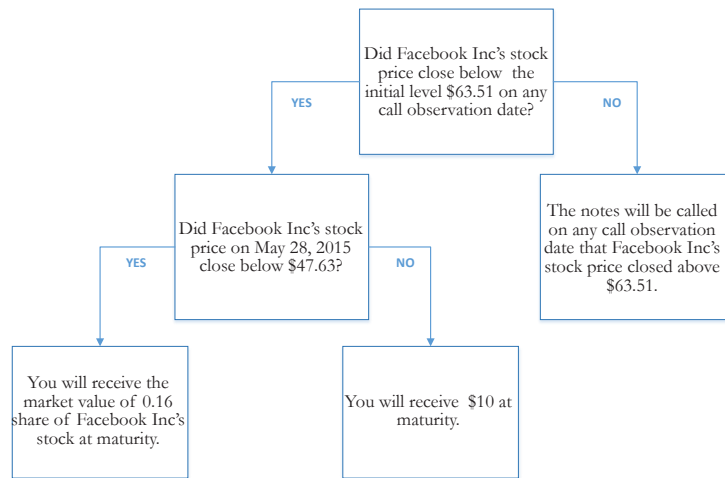 Did Facebook Inc's stock
price close below the
initial level $63.51 on any
call observation date?
YES
NO
Did Facebook Inc's stock
price on May 28, 2015
close below $47.63?
The notes will be called
on any call observation
date that Facebook Inc's
stock price closed above
$63.51.
YES
NO
You will receive the
market value of 0.16
share of Facebook Inc's
stock at maturity.
You will receive $10 at
maturity.